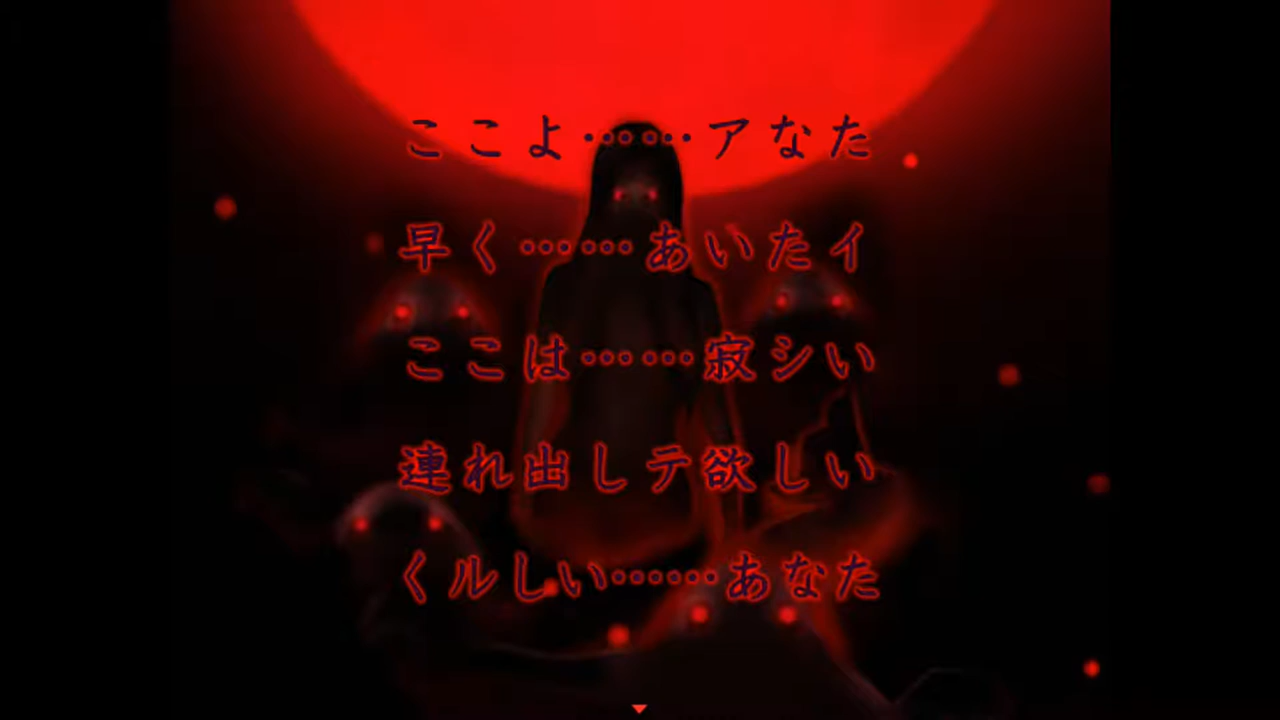 ここよ……アなた
早く……あいたイ
ここは……寂シい
連れ出しテ欲しい
くルしい……あなた